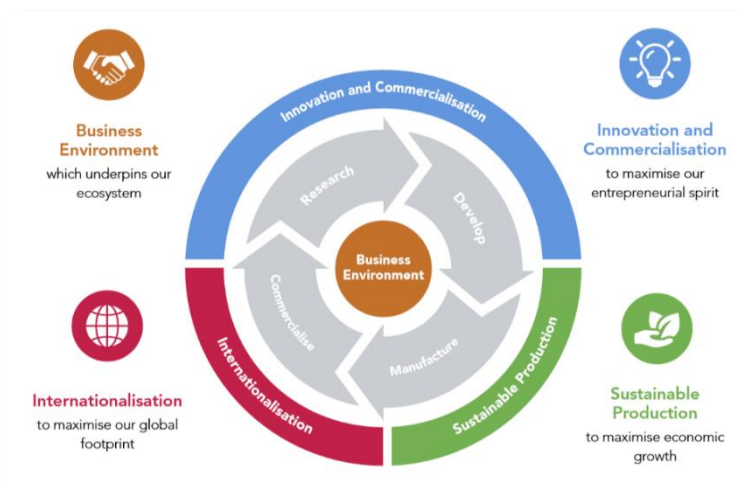 Business
Environment
which underpins our
ecosystem
Innovation and
Commercialisation
to maximise our
entrepreneurial spirit
Innovation and Commercialisation
Research
Develop
Business
Environment
Commercialise
Manufacture
Internationalisation
Sustainable Production
Internationalisation
to maximise our global
footprint
Sustainable
Production
to maximise economic
growth